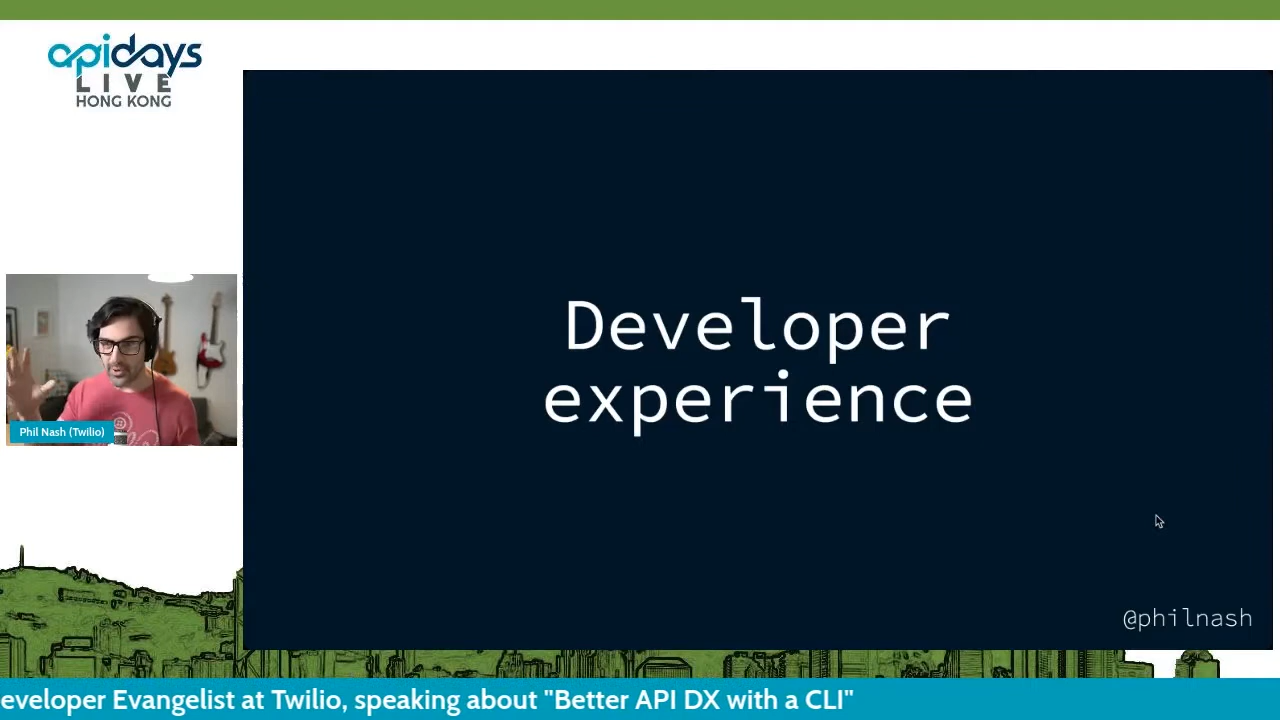 apidays
LIVE
HONG KONG
Developer
experience
Phil Nash (Twilio)
@philnash
eveloper Evangelist at Twilio, speaking about "Better API DX with a CLI"